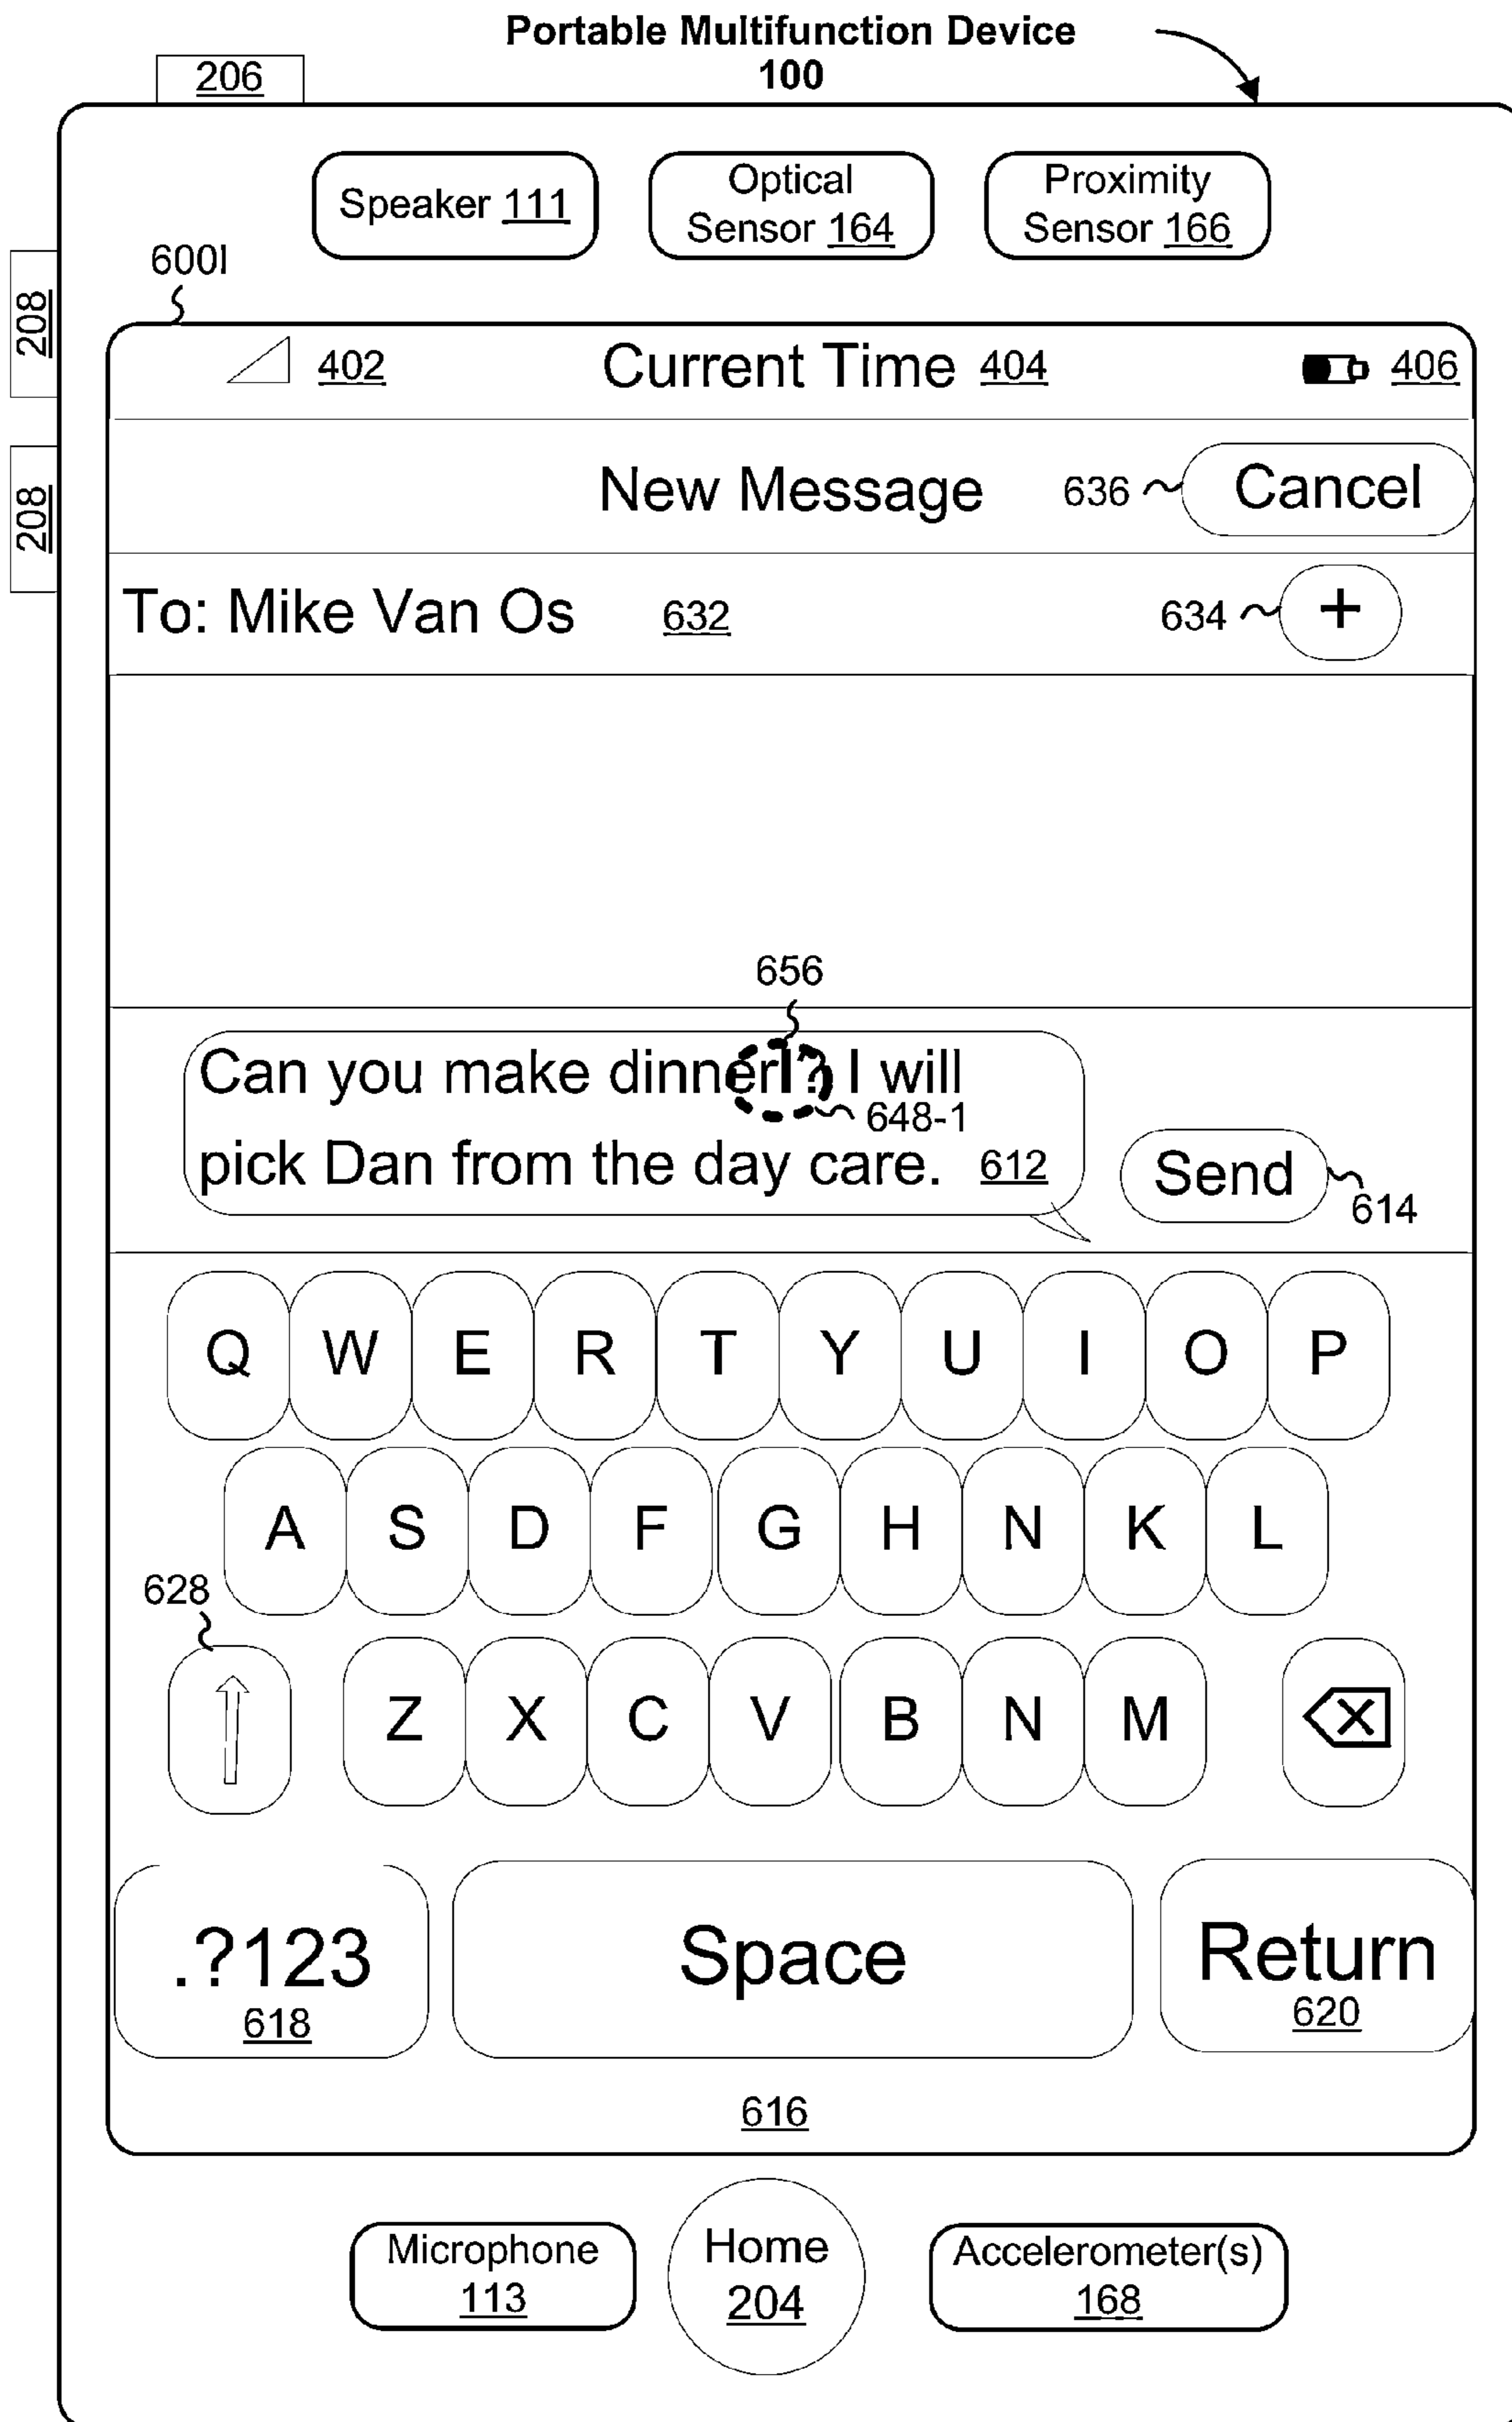 Portable Multifunction Device
100
206
Speaker 111
Optical
Sensor 164
Proximity
Sensor 166
600I
208
208
402
Current Time 404
406
New Message
636
Cancel
To: Mike Van Os
632
634
+
656
Can you make dinner? I will
648-1
pick Dan from the day care.
612
Send
614
Q W E R T Y U I O P
A S D F G H N K L
628
Z X C V B N M
.?123
618
Space
Return
620
616
Microphone
113
Home
204
Accelerometer(s)
168